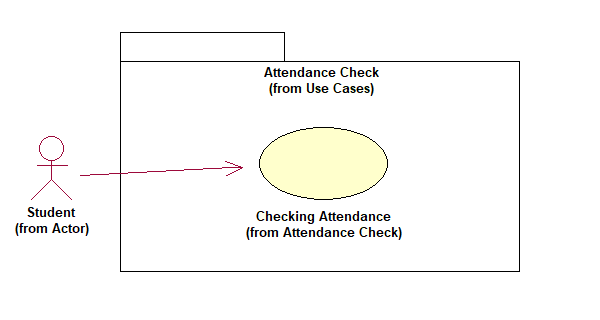 Attendance Check
(from Use Cases)
Student
(from Actor)
Checking Attendance
(from Attendance Check)